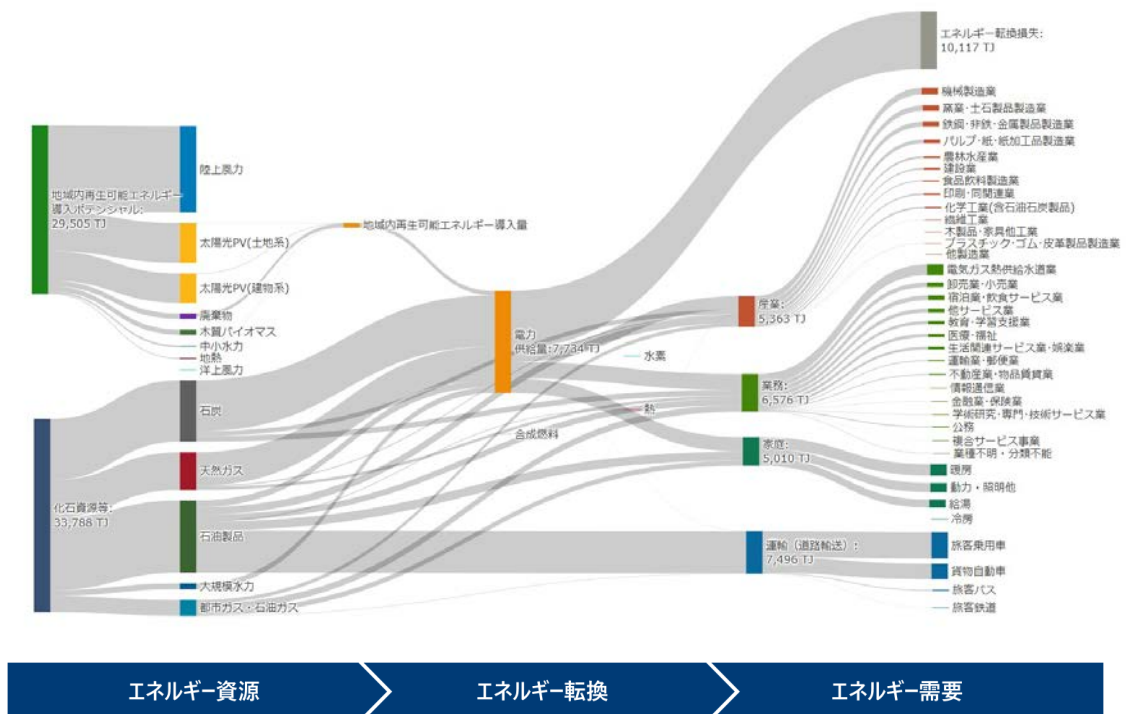 エネルギー転換損失:
10,117 TJ
機械製造業
窯業･土石製品製造業
鉄鋼･非鉄･金属製品製造業
パルプ･紙･紙加工品製造業
農林水産業
建設業
食品飲料製造業
印刷･同関連業
化学工業(含石油石炭製品)
繊維工業
木製品･家具他工業
プラスチック･ゴム･皮革製品製造業
他製造業
電気ガス熱供給水道業
卸売業･小売業
宿泊業･飲食サービス業
他サービス業
教育･学習支援業
医療･福祉
生活関連サービス業･娯楽業
運輸業･郵便業
不動産業･物品賃貸業
情報通信業
金融業･保険業
学術研究･専門･技術サービス業
公務
複合サービス事業
業種不明・分類不能
暖房
動力・照明他
給湯
冷房
旅客乗用車
貨物自動車
旅客バス
旅客鉄道
地域内再生可能エネルギー
導入ポテンシャル:
29,505 TJ
陸上風力
太陽光PV(土地系)
太陽光PV(建物系)
廃棄物
木質バイオマス
中小水力
地熱
洋上風力
地域内再生可能エネルギー導入量
化石資源等:
33,788 TJ
石炭
天然ガス
石油製品
大規模水力
都市ガス・石油ガス
電力
供給量:7,734 TJ
水素
熱
合成燃料
産業:
5,363 TJ
業務:
6,576 TJ
家庭:
5,010 TJ
運輸（道路輸送）:
7,496 TJ
エネルギー資源
エネルギー転換
エネルギー需要